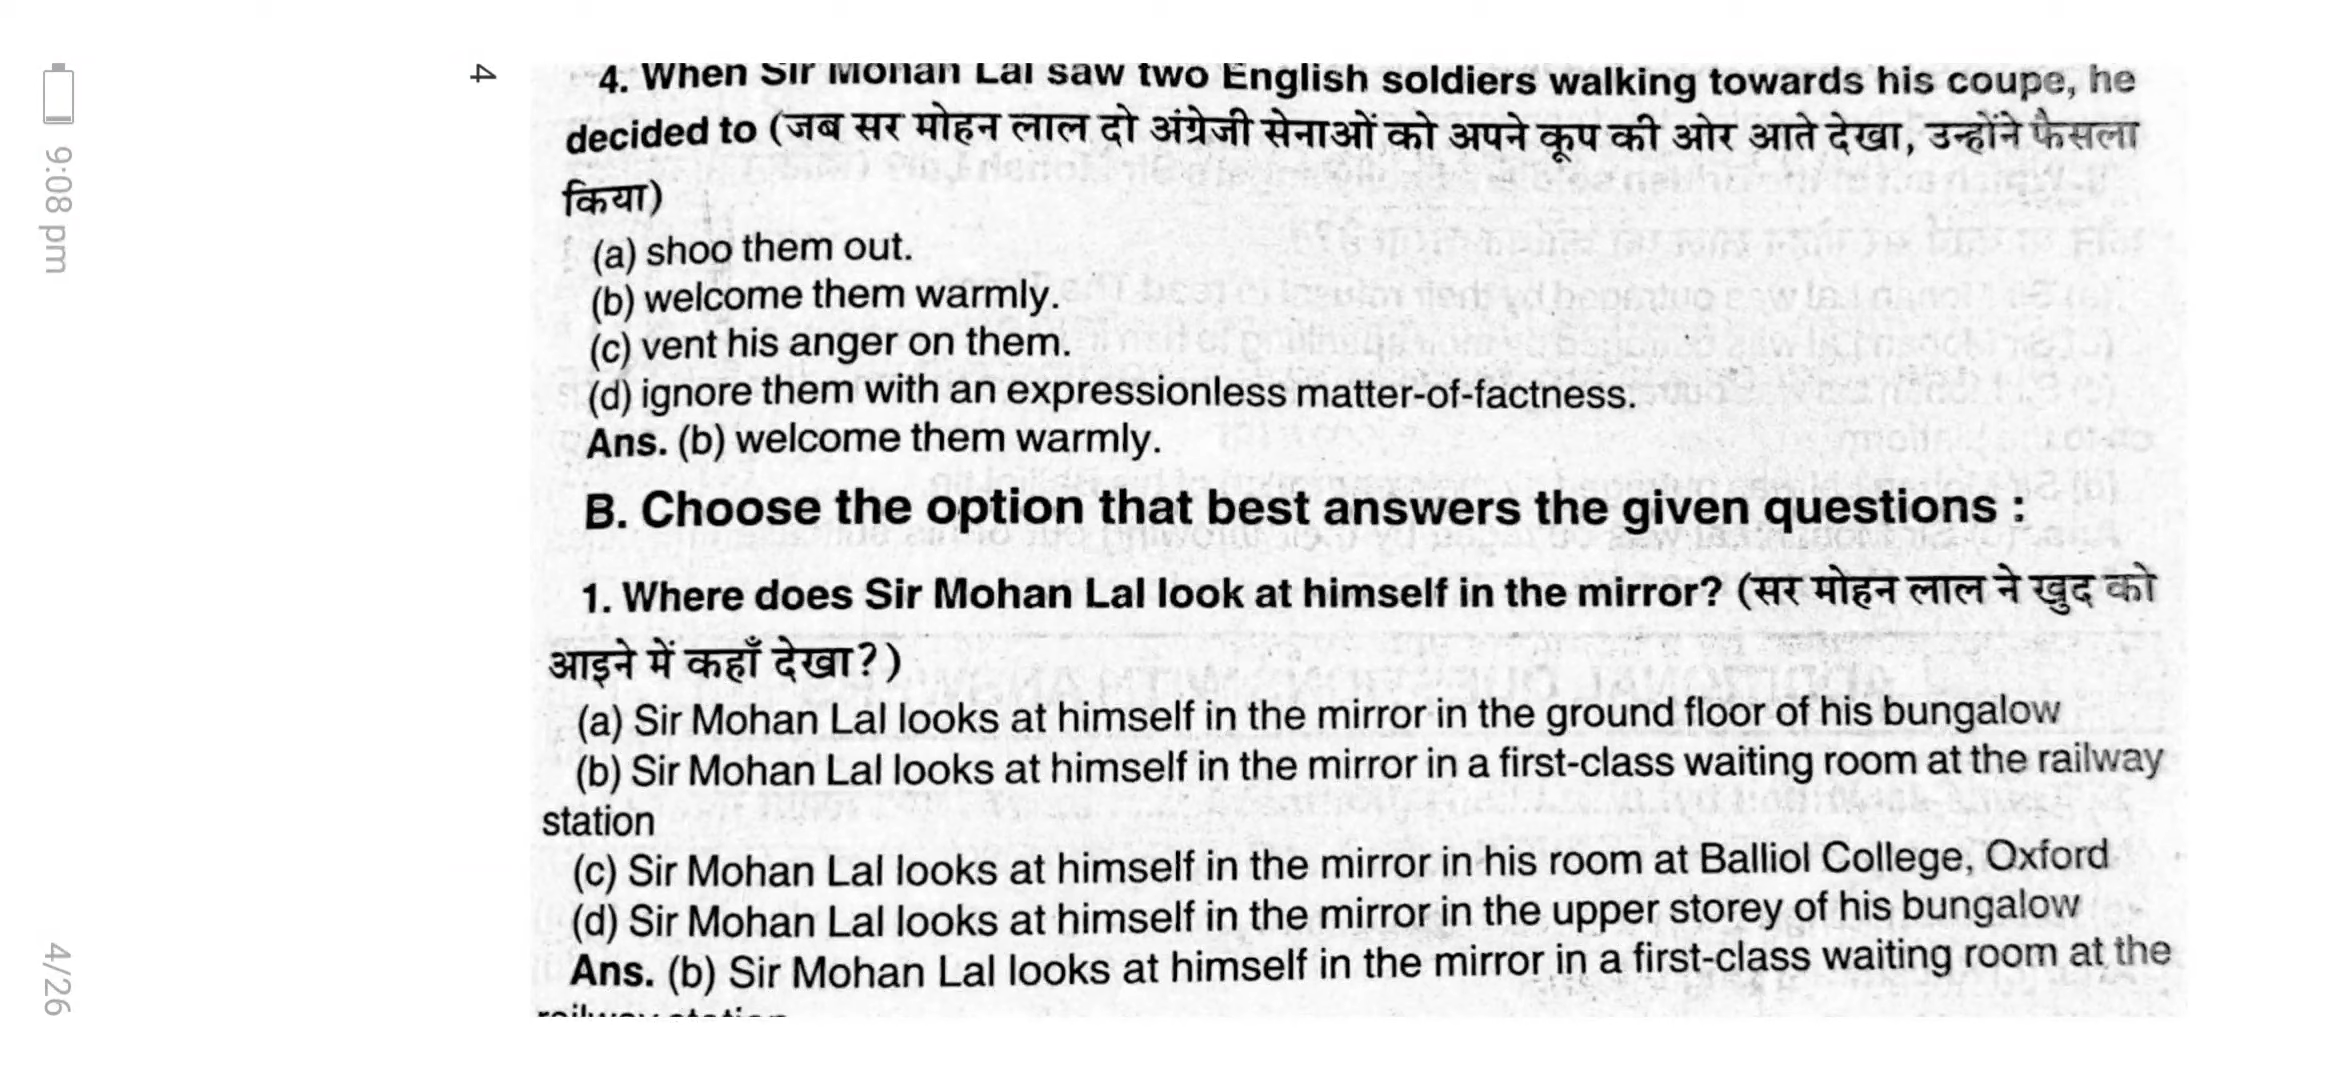 9:08 pm
4
4. When Sir Mohan Lal saw two English soldiers walking towards his coupe, he
decided to (जब सर मोहन लाल दो अंग्रेजी सेनाओं को अपने कूप की ओर आते देखा, उन्होंने फैसला
किया)
(a) shoo them out.
(b) welcome them warmly.
(c) vent his anger on them.
(d) ignore them with an expressionless matter-of-factness.
Ans. (b) welcome them warmly.
B. Choose the option that best answers the given questions :
1. Where does Sir Mohan Lal look at himself in the mirror? (सर मोहन लाल ने खुद को
आइने में कहाँ देखा?)
(a) Sir Mohan Lal looks at himself in the mirror in the ground floor of his bungalow
(b) Sir Mohan Lal looks at himself in the mirror in a first-class waiting room at the railway
station
(c) Sir Mohan Lal looks at himself in the mirror in his room at Balliol College, Oxford
(d) Sir Mohan Lal looks at himself in the mirror in the upper storey of his bungalow
Ans. (b) Sir Mohan Lal looks at himself in the mirror in a first-class waiting room at the
railway station
4/26